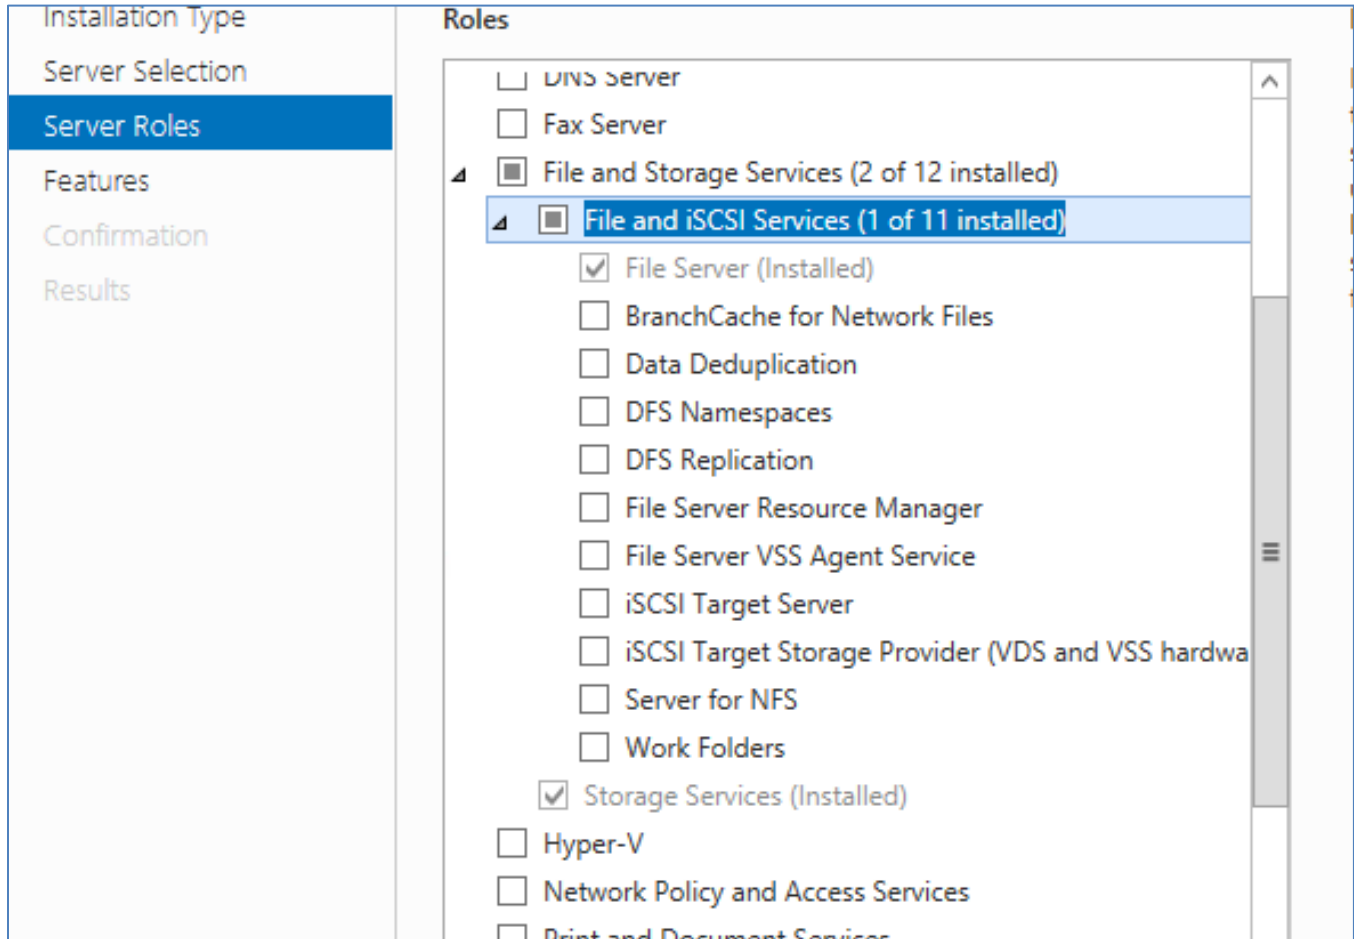 Installation Type
Server Selection
Server Roles
Features
Confirmation
Results
Roles
DNS Server
Fax Server
File and Storage Services (2 of 12 installed)
File and iSCSI Services (1 of 11 installed)
File Server (Installed)
BranchCache for Network Files
Data Deduplication
DFS Namespaces
DFS Replication
File Server Resource Manager
File Server VSS Agent Service
iSCSI Target Server
iSCSI Target Storage Provider (VDS and VSS hardwa
Server for NFS
Work Folders
Storage Services (Installed)
Hyper-V
Network Policy and Access Services
Print and Document Services